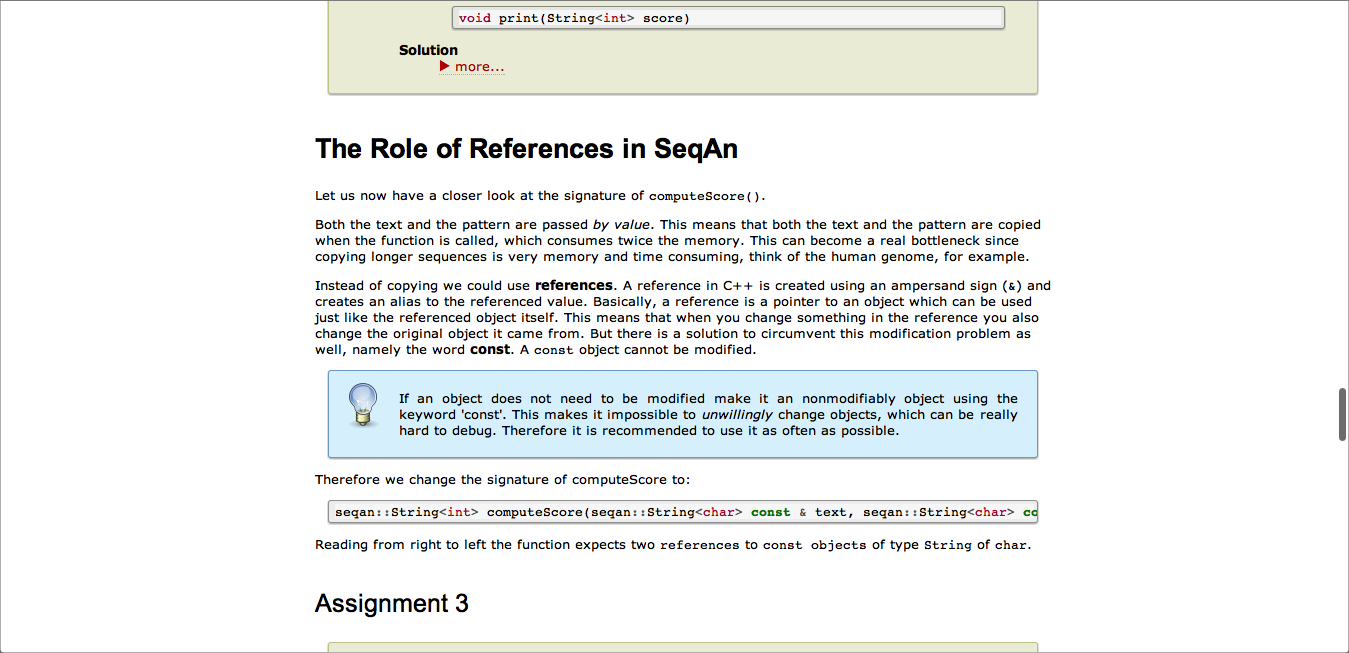 void print(String<int> score)
Solution
more...
The Role of References in SeqAn
Let us now have a closer look at the signature of computeScore().
Both the text and the pattern are passed by value. This means that both the text and the pattern are copied
when the function is called, which consumes twice the memory. This can become a real bottleneck since
copying longer sequences is very memory and time consuming, think of the human genome, for example.
Instead of copying we could use references. A reference in C++ is created using an ampersand sign (&) and
creates an alias to the referenced value. Basically, a reference is a pointer to an object which can be used
just like the referenced object itself. This means that when you change something in the reference you also
change the original object it came from. But there is a solution to circumvent this modification problem as
well, namely the word const. A const object cannot be modified.
If an object does not need to be modified make it an nonmodifiably object using the
keyword 'const'. This makes it impossible to unwillingly change objects, which can be really
hard to debug. Therefore it is recommended to use it as often as possible.
Therefore we change the signature of computeScore to:
seqan::String<int> computeScore(seqan::String<char> const & text, seqan::String<char> co
Reading from right to left the function expects two references to const objects of type String of char.
Assignment 3